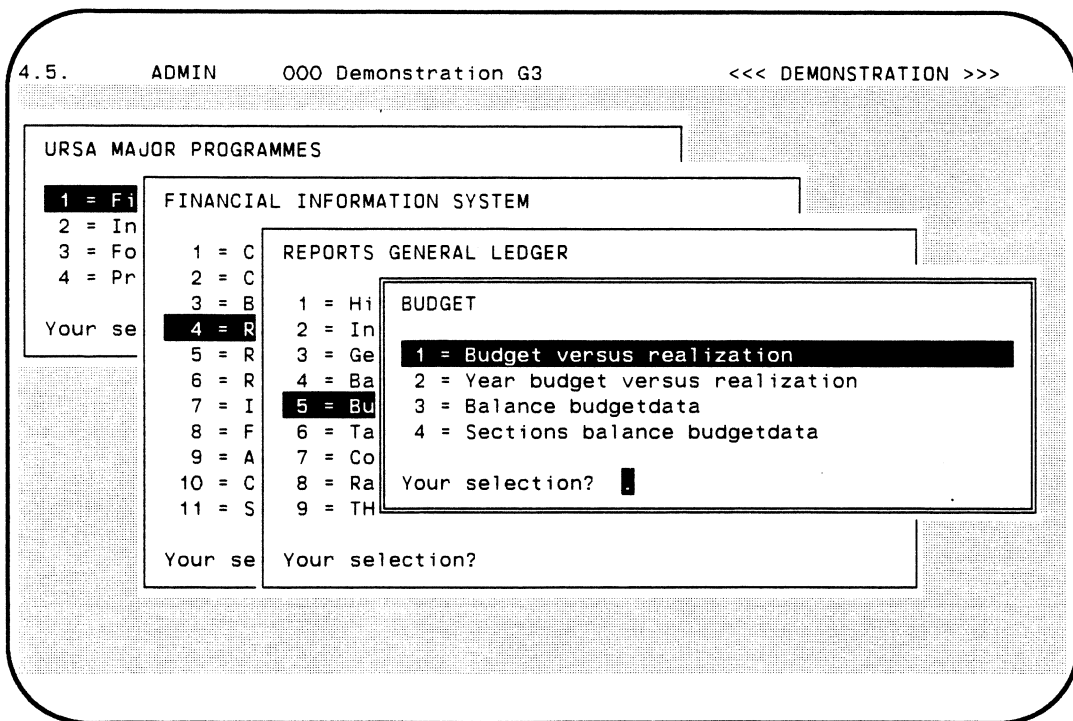 4.5. ADMIN 000 Demonstration G3 <<< DEMONSTRATION >>>
URSA MAJOR PROGRAMMES
1 = Fi
2 = In
3 = Fo
4 = Pr
Your se
FINANCIAL INFORMATION SYSTEM
1 = C
2 = C
3 = B
4 = R
5 = R
6 = R
7 = I
8 = F
9 = A
10 = C
11 = S
Your se
REPORTS GENERAL LEDGER
1 = Hi
2 = In
3 = Ge
4 = Ba
5 = Bu
6 = Ta
7 = Co
8 = Ra
9 = TH
Your selection?
BUDGET
1 = Budget versus realization
2 = Year budget versus realization
3 = Balance budgetdata
4 = Sections balance budgetdata
Your selection? .